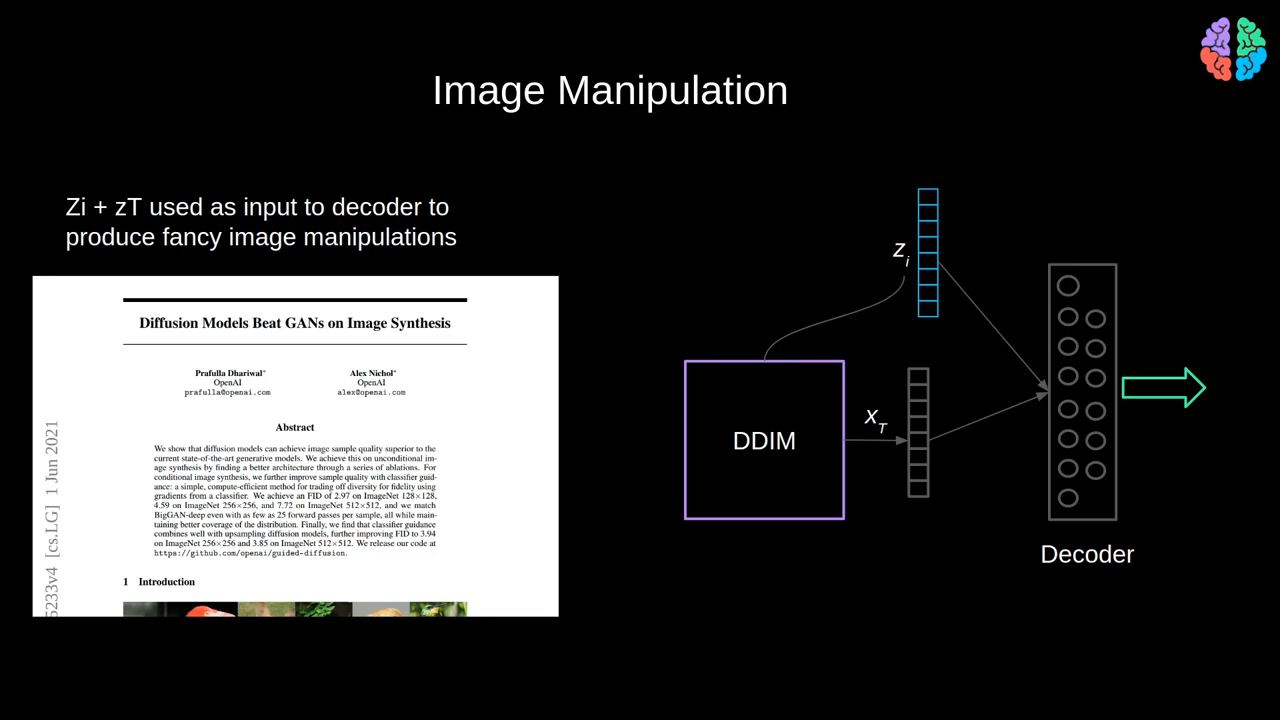 Image Manipulation
Zi + zT used as input to decoder to
produce fancy image manipulations
Diffusion Models Beat GANs on Image Synthesis
Prafulla Dhariwal*
OpenAI
prafulla@openai.com
Alex Nichol*
OpenAI
alex@openai.com
Abstract
We show that diffusion models can achieve image sample quality superior to the
current state-of-the-art generative models. We achieve this on unconditional im-
age synthesis by finding a better architecture through a series of ablations. For
conditional image synthesis, we further improve sample quality with classifier guid-
ance: a simple, compute-efficient method for trading off diversity for fidelity using
gradients from a classifier. We achieve an FID of 2.97 on ImageNet 128×128,
4.59 on ImageNet 256×256, and 7.72 on ImageNet 512×512, and we match
BigGAN-deep even with as few as 25 forward passes per sample, all while main-
taining better coverage of the distribution. Finally, we find that classifier guidance
combines well with upsampling diffusion models, further improving FID to 3.94
on ImageNet 256×256 and 3.85 on ImageNet 512×512. We release our code at
https://github.com/openai/guided-diffusion.
1 Introduction
5233v4 [cs.LG] 1 Jun 2021
zi
DDIM
xT
Decoder